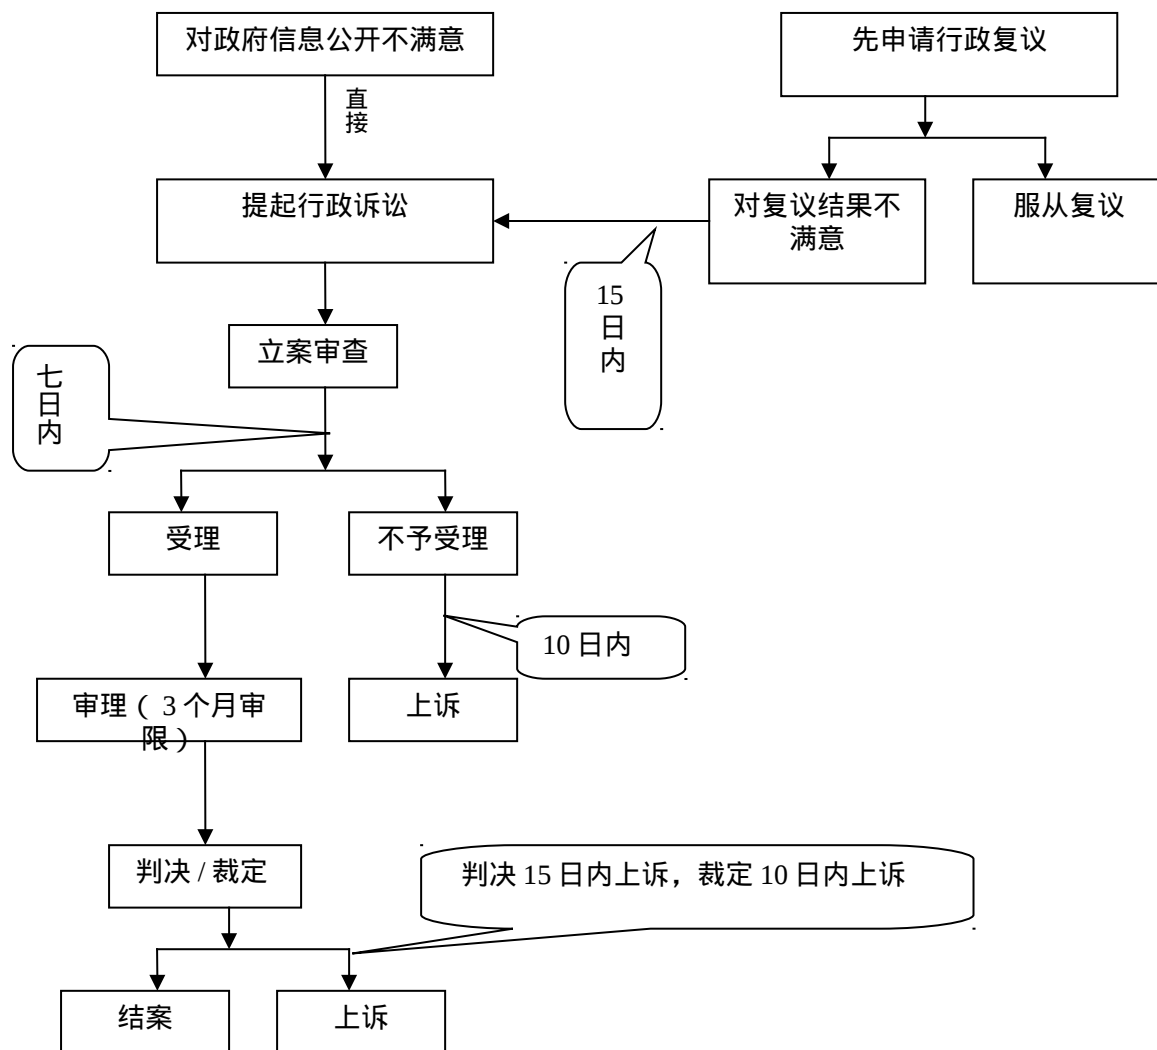 对政府信息公开不满意
先申请行政复议
直
接
提起行政诉讼
对复议结果不
满意
服从复议
15
日
内
立案审查
七
日
内
受理
不予受理
10 日内
审理（ 3 个月审
限）
上诉
判决 / 裁定
判决 15 日内上诉，裁定 10 日内上诉
结案
上诉